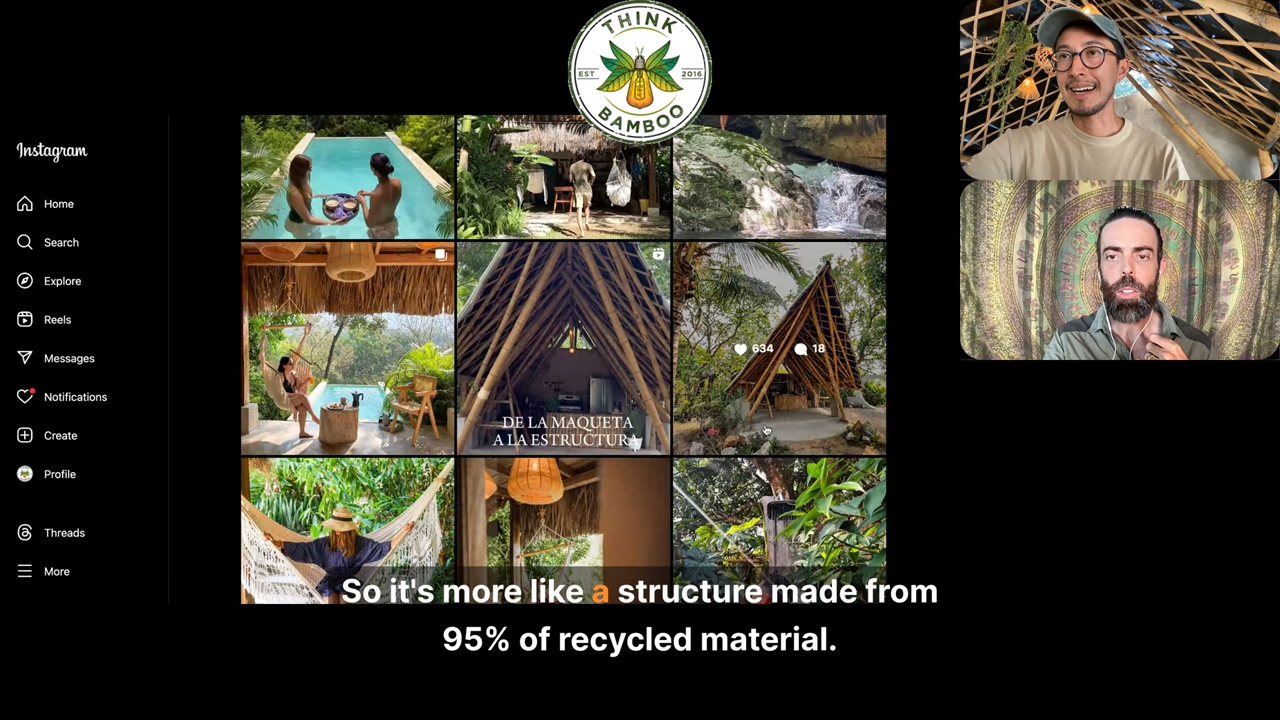 THINK
EST
2016
BAMBOO
Instagram
Home
Search
Explore
Reels
Messages
Notifications
Create
Profile
Threads
More
634 18
DE LA MAQUETA
A LA ESTRUCTURA
So it's more like a structure made from
95% of recycled material.